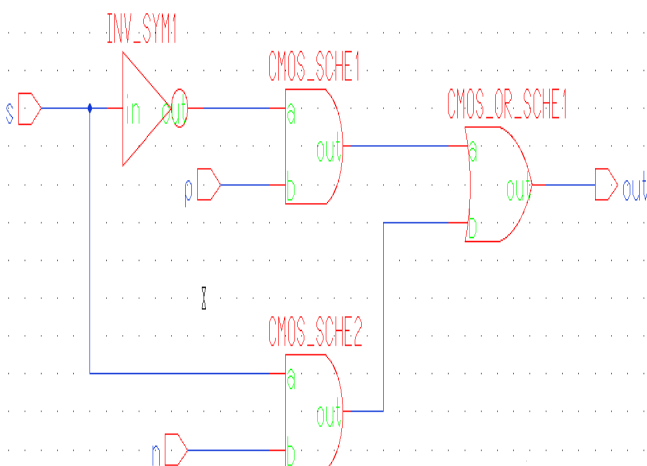 INV_SYM1
CMOS_SCHE1
CMOS_OR_SCHE1
s
in
out
a
out
a
p
b
out
out
b
CMOS_SCHE2
a
out
n
b